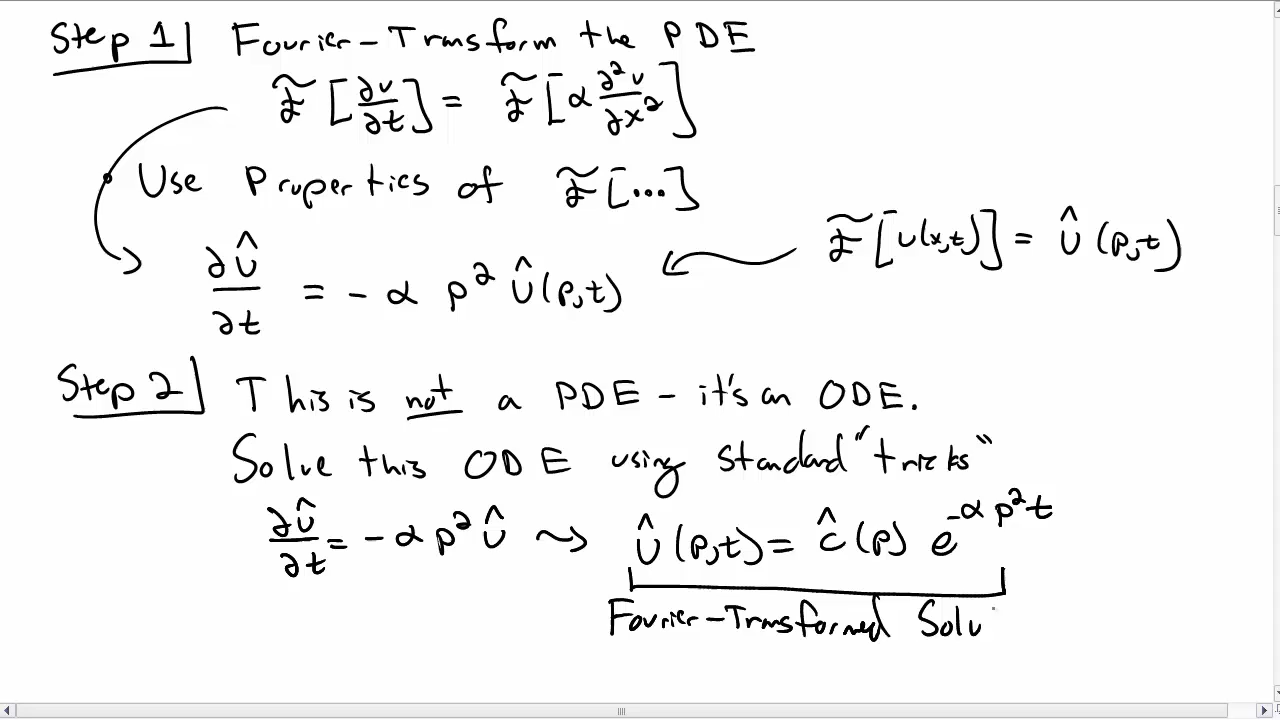 Step 1 Fourier-Transform the PDE
𝓕[∂u/∂t] = 𝓕[α ∂²u/∂x²]
Use Properties of 𝓕[...]
𝓕[u(x,t)] = Û(p,t)
∂Û/∂t = - α p² Û(p,t)
Step 2 This is not a PDE - it's an ODE.
Solve this ODE using standard "tricks"
∂Û/∂t = - α p² Û ⇝ Û(p,t) = ĉ(p) e^{-α p² t}
Fourier-Transformed Solu